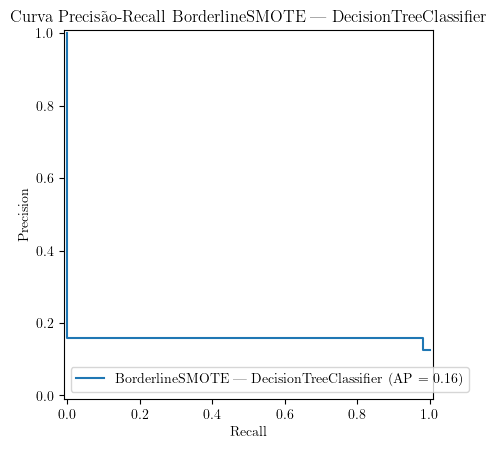 Curva Precisão-Recall BorderlineSMOTE — DecisionTreeClassifier
1.0
0.8
0.6
0.4
0.2
0.0
Precision
BorderlineSMOTE — DecisionTreeClassifier (AP = 0.16)
0.0 0.2 0.4 0.6 0.8 1.0
Recall